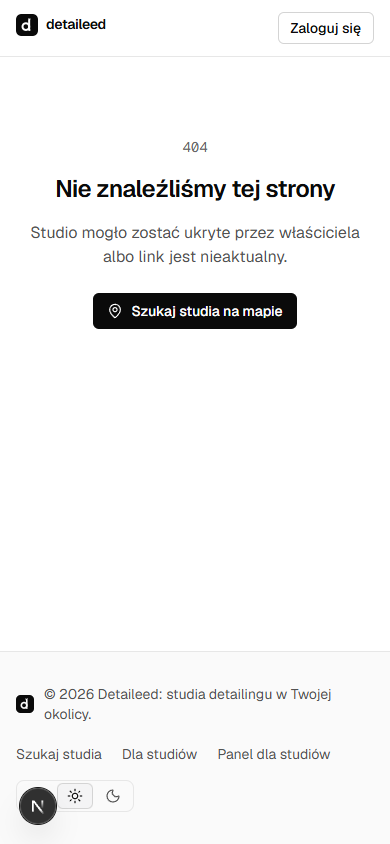 d detaileed
Zaloguj się
404
Nie znaleźliśmy tej strony
Studio mogło zostać ukryte przez właściciela
albo link jest nieaktualny.
Szukaj studia na mapie
d © 2026 Detaileed: studia detailingu w Twojej
okolicy.
Szukaj studia Dla studiów Panel dla studiów
N